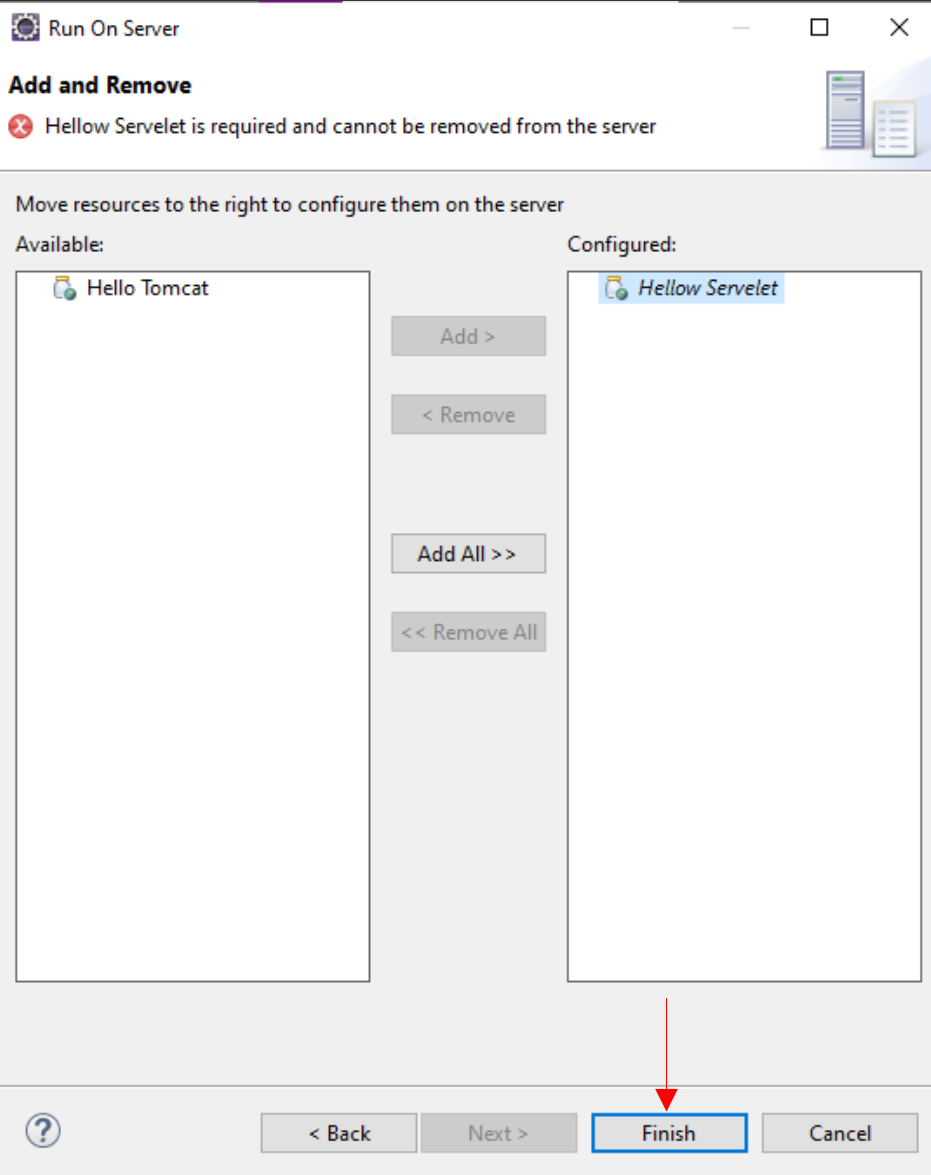 Run On Server
Add and Remove
Hellow Servelet is required and cannot be removed from the server
Move resources to the right to configure them on the server
Available:
Configured:
Hello Tomcat
Hellow Servelet
Add >
< Remove
Add All >>
<< Remove All
?
< Back
Next >
Finish
Cancel